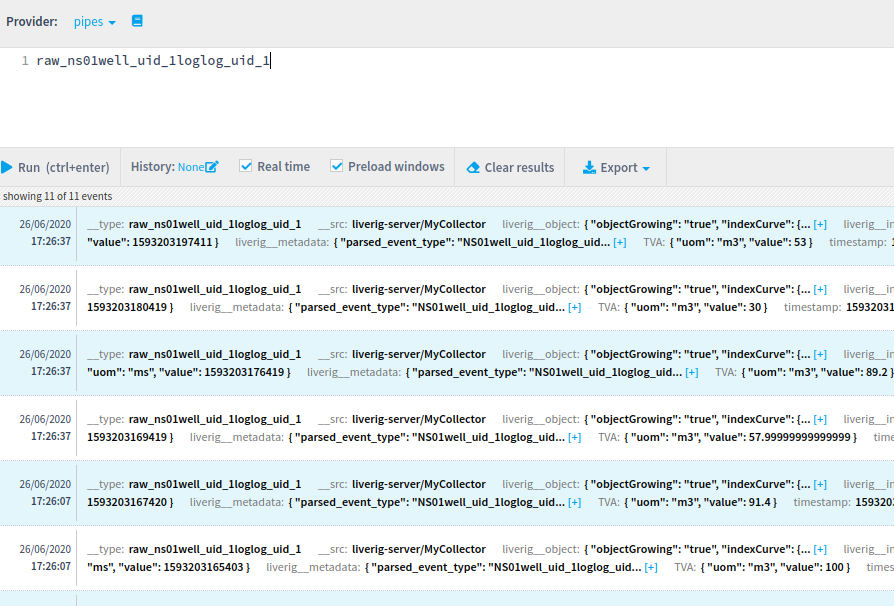 Provider: pipes
1 raw_ns01well_uid_1loglog_uid_1
Run (ctrl+enter) History: None Real time Preload windows Clear results Export
showing 11 of 11 events
26/06/2020 __type: raw_ns01well_uid_1loglog_uid_1 __src: liverig-server/MyCollector liverig__object: { "objectGrowing": "true", "indexCurve": {... [+] liverig__in
17:26:37 "value": 1593203197411 } liverig__metadata: { "parsed_event_type": "NS01well_uid_1loglog_uid... [+] TVA: { "uom": "m3", "value": 53 } timestamp: 1
26/06/2020 __type: raw_ns01well_uid_1loglog_uid_1 __src: liverig-server/MyCollector liverig__object: { "objectGrowing": "true", "indexCurve": {... [+] liverig__in
17:26:37 1593203180419 } liverig__metadata: { "parsed_event_type": "NS01well_uid_1loglog_uid... [+] TVA: { "uom": "m3", "value": 30 } timestamp: 15932031
26/06/2020 __type: raw_ns01well_uid_1loglog_uid_1 __src: liverig-server/MyCollector liverig__object: { "objectGrowing": "true", "indexCurve": {... [+] liverig__in
17:26:37 "uom": "ms", "value": 1593203176419 } liverig__metadata: { "parsed_event_type": "NS01well_uid_1loglog_uid... [+] TVA: { "uom": "m3", "value": 89.2 }
26/06/2020 __type: raw_ns01well_uid_1loglog_uid_1 __src: liverig-server/MyCollector liverig__object: { "objectGrowing": "true", "indexCurve": {... [+] liverig__in
17:26:37 1593203169419 } liverig__metadata: { "parsed_event_type": "NS01well_uid_1loglog_uid... [+] TVA: { "uom": "m3", "value": 57.99999999999999 } time
26/06/2020 __type: raw_ns01well_uid_1loglog_uid_1 __src: liverig-server/MyCollector liverig__object: { "objectGrowing": "true", "indexCurve": {... [+] liverig__in
17:26:07 1593203167420 } liverig__metadata: { "parsed_event_type": "NS01well_uid_1loglog_uid... [+] TVA: { "uom": "m3", "value": 91.4 } timestamp: 159320
26/06/2020 __type: raw_ns01well_uid_1loglog_uid_1 __src: liverig-server/MyCollector liverig__object: { "objectGrowing": "true", "indexCurve": {... [+] liverig__in
17:26:07 "ms", "value": 1593203165403 } liverig__metadata: { "parsed_event_type": "NS01well_uid_1loglog_uid... [+] TVA: { "uom": "m3", "value": 100 } times